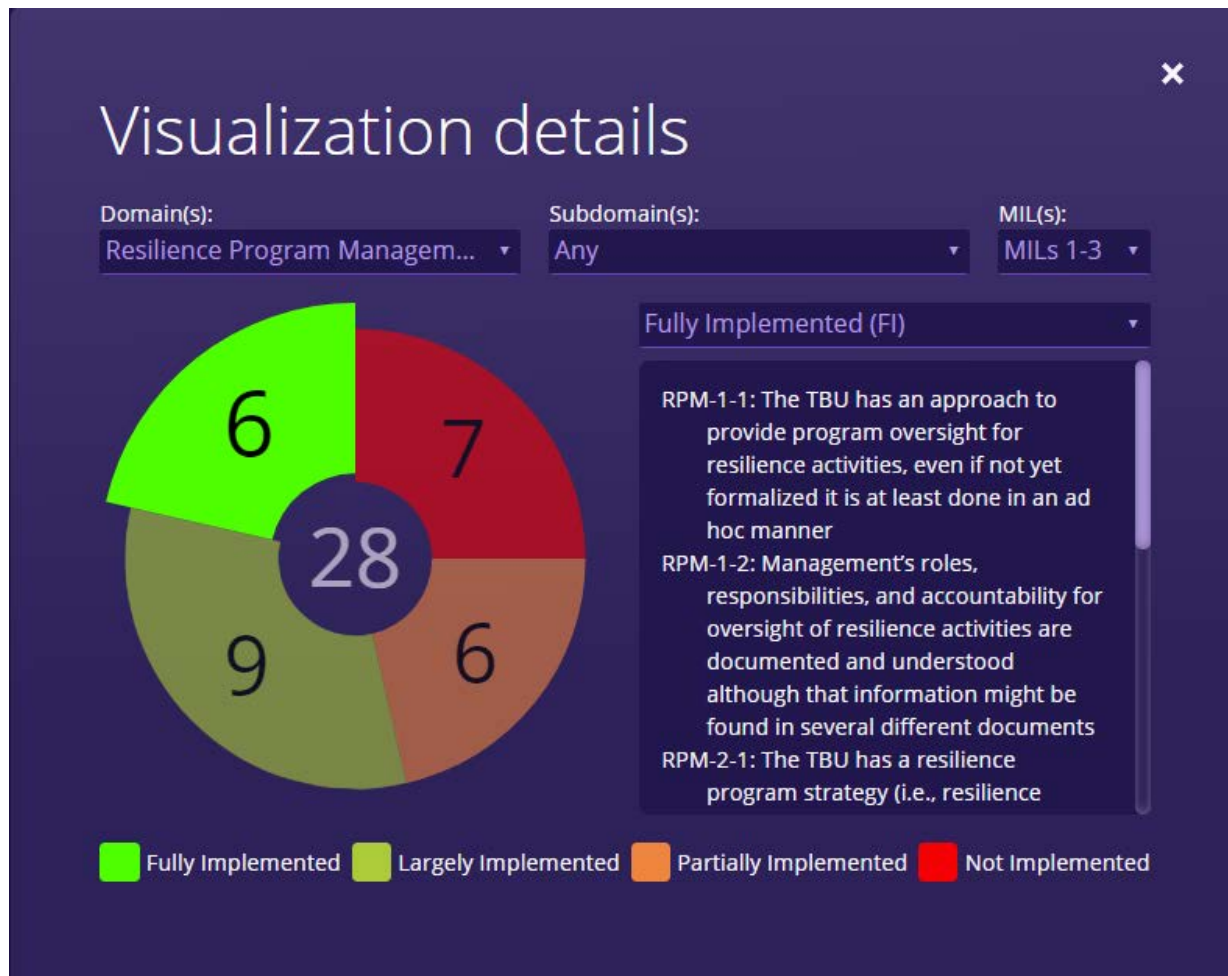 ×
Visualization details
Domain(s):
Resilience Program Managem...
Subdomain(s):
Any
MIL(s):
MILs 1-3
6
7
28
9
6
Fully Implemented (FI)
RPM-1-1: The TBU has an approach to
provide program oversight for
resilience activities, even if not yet
formalized it is at least done in an ad
hoc manner
RPM-1-2: Management’s roles,
responsibilities, and accountability for
oversight of resilience activities are
documented and understood
although that information might be
found in several different documents
RPM-2-1: The TBU has a resilience
program strategy (i.e., resilience
Fully Implemented
Largely Implemented
Partially Implemented
Not Implemented